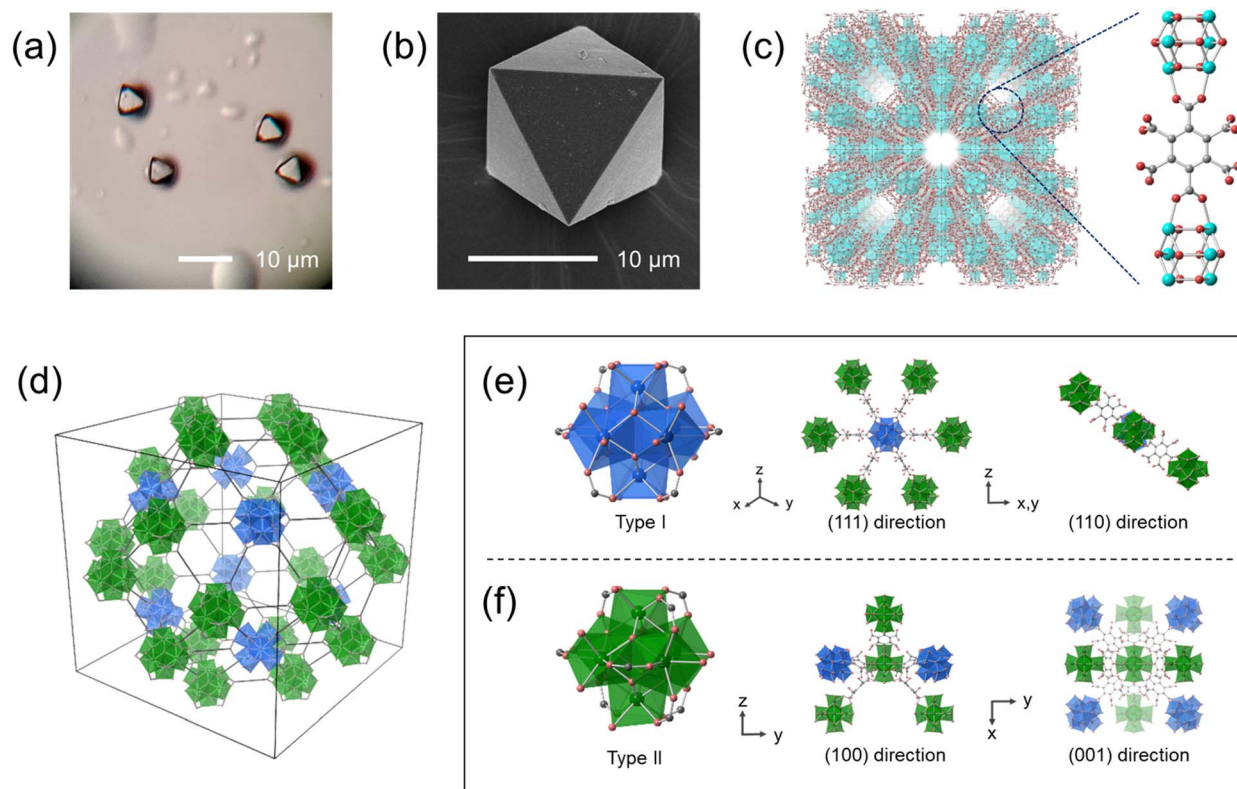 (a)
10 µm
(b)
10 µm
(c)
(d)
(e)
Type I
z
x
y
(111) direction
z
x,y
(110) direction
(f)
Type II
z
y
(100) direction
y
x
(001) direction